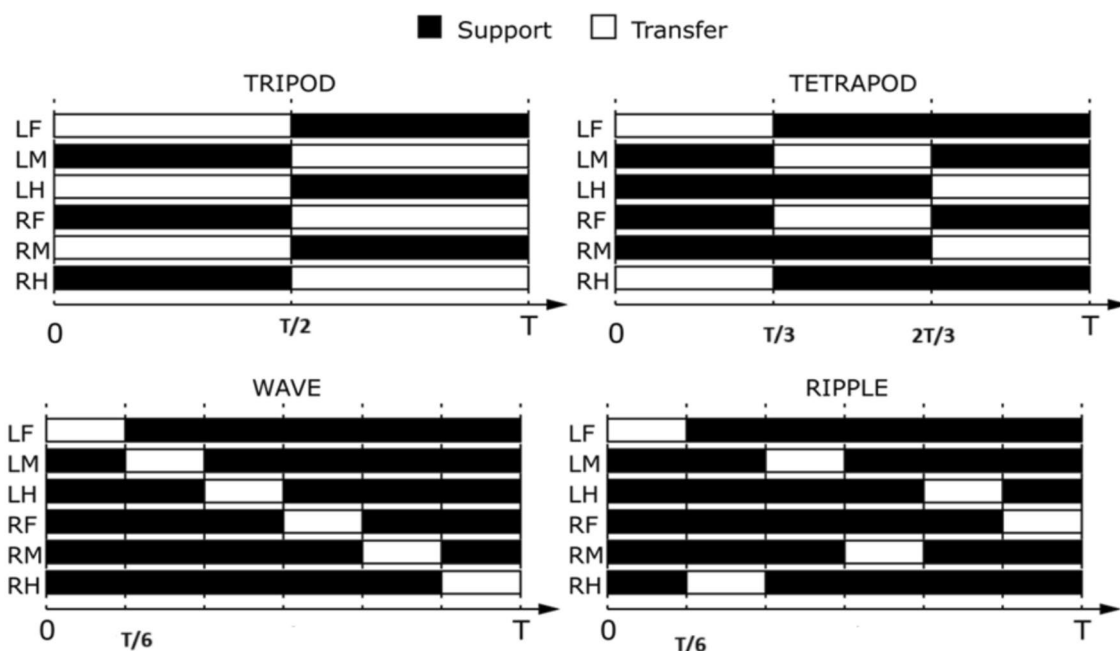 Support Transfer
TRIPOD
LF
LM
LH
RF
RM
RH
0 T/2 T
TETRAPOD
LF
LM
LH
RF
RM
RH
0 T/3 2T/3 T
WAVE
LF
LM
LH
RF
RM
RH
0 T/6 T
RIPPLE
LF
LM
LH
RF
RM
RH
0 T/6 T